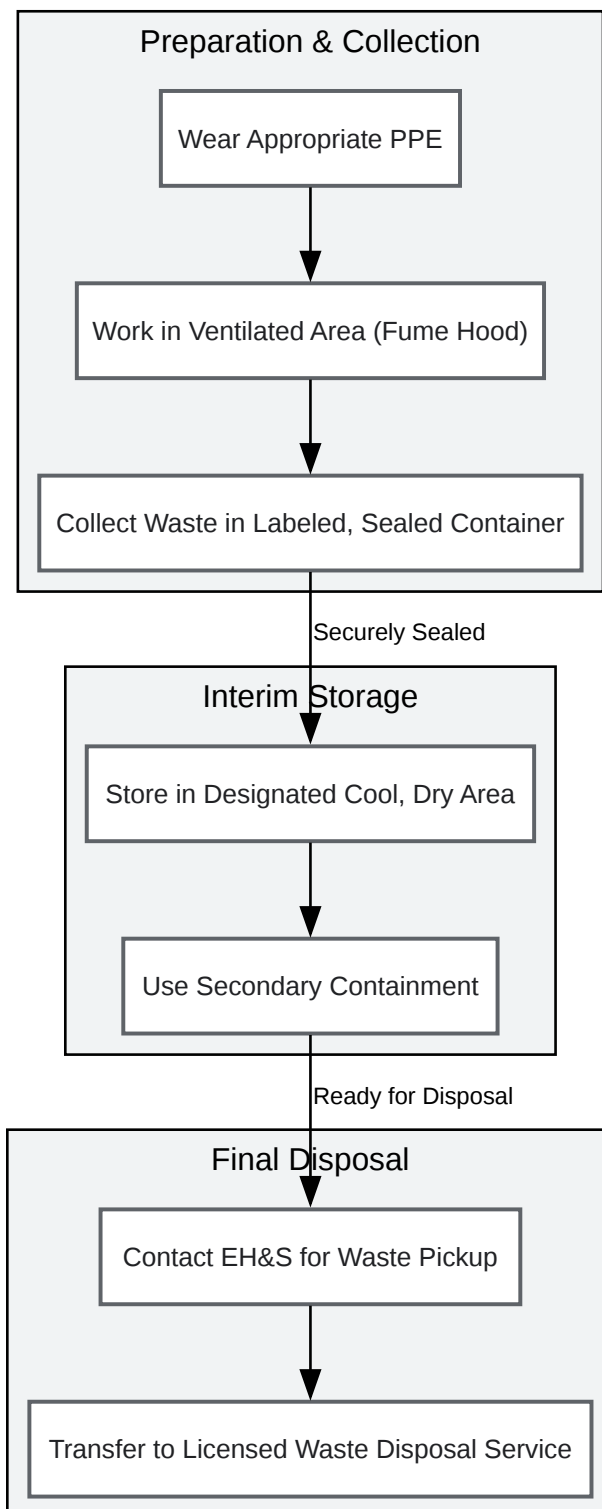 Preparation & Collection
Wear Appropriate PPE
Work in Ventilated Area (Fume Hood)
Collect Waste in Labeled, Sealed Container
Securely Sealed
Interim Storage
Store in Designated Cool, Dry Area
Use Secondary Containment
Ready for Disposal
Final Disposal
Contact EH&S for Waste Pickup
Transfer to Licensed Waste Disposal Service